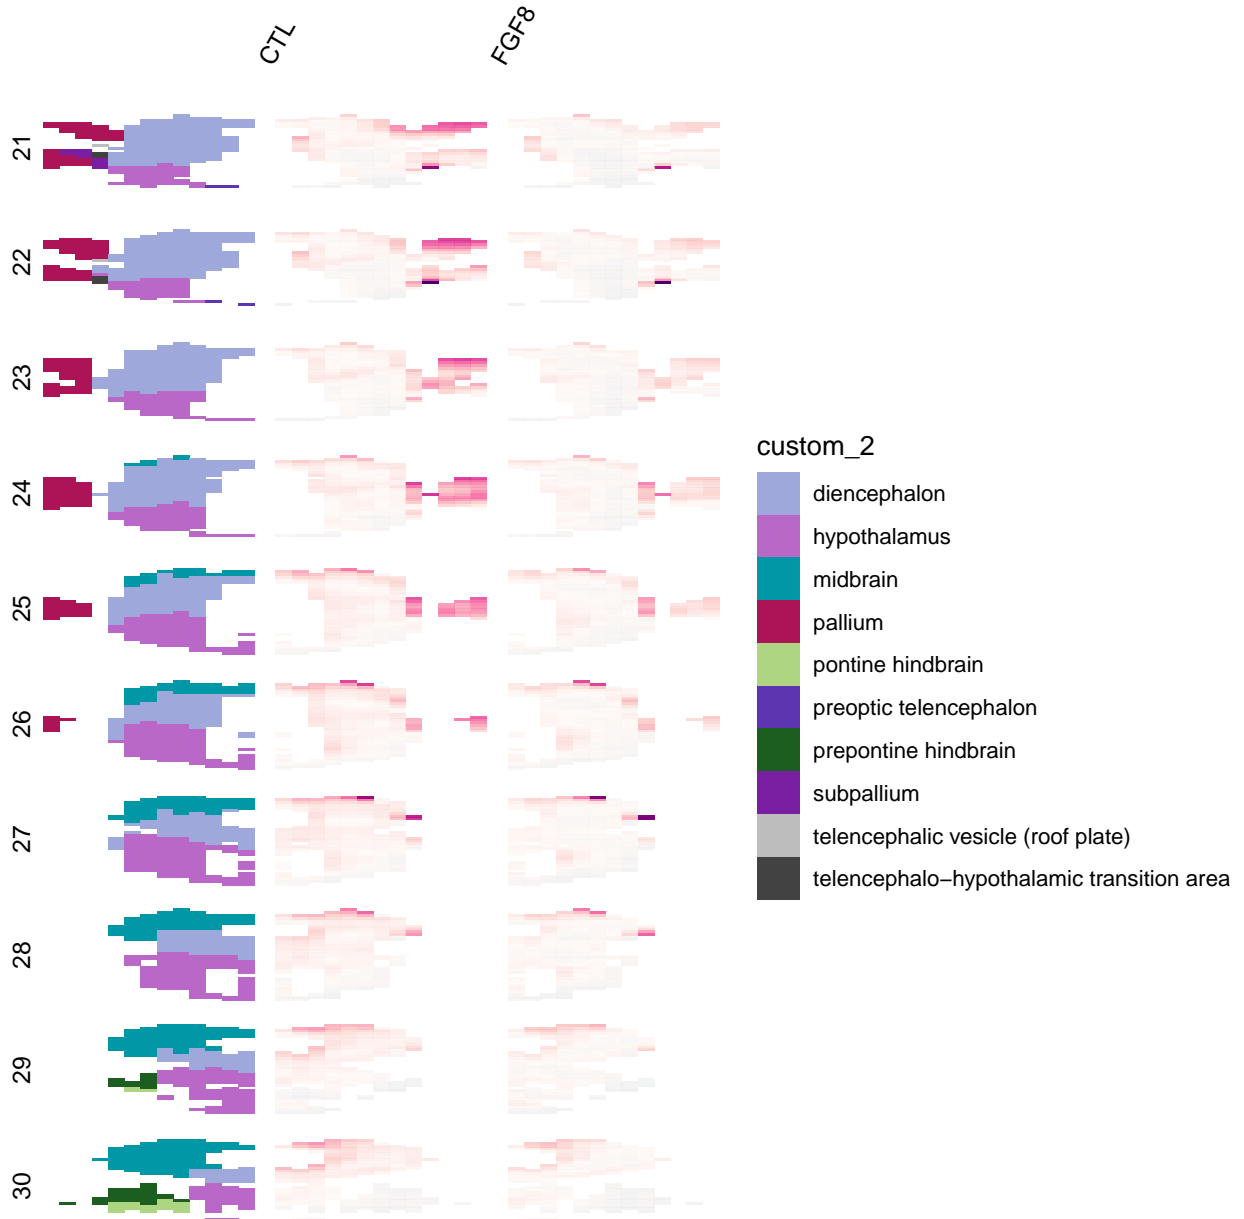 CTL
FGF8
21
22
23
24
25
26
27
28
29
30
custom_2
diencephalon
hypothalamus
midbrain
pallium
pontine hindbrain
preoptic telencephalon
prepontine hindbrain
subpallium
telencephalic vesicle (roof plate)
telencephalo−hypothalamic transition area